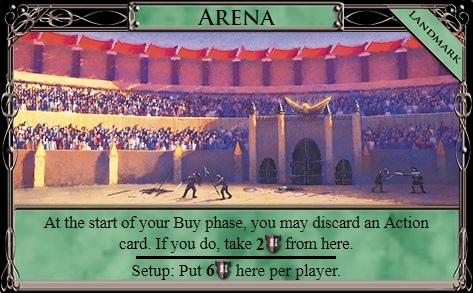 ARENA
LANDMARK
At the start of your Buy phase, you may discard an Action
card. If you do, take 2 from here.
Setup: Put 6 here per player.